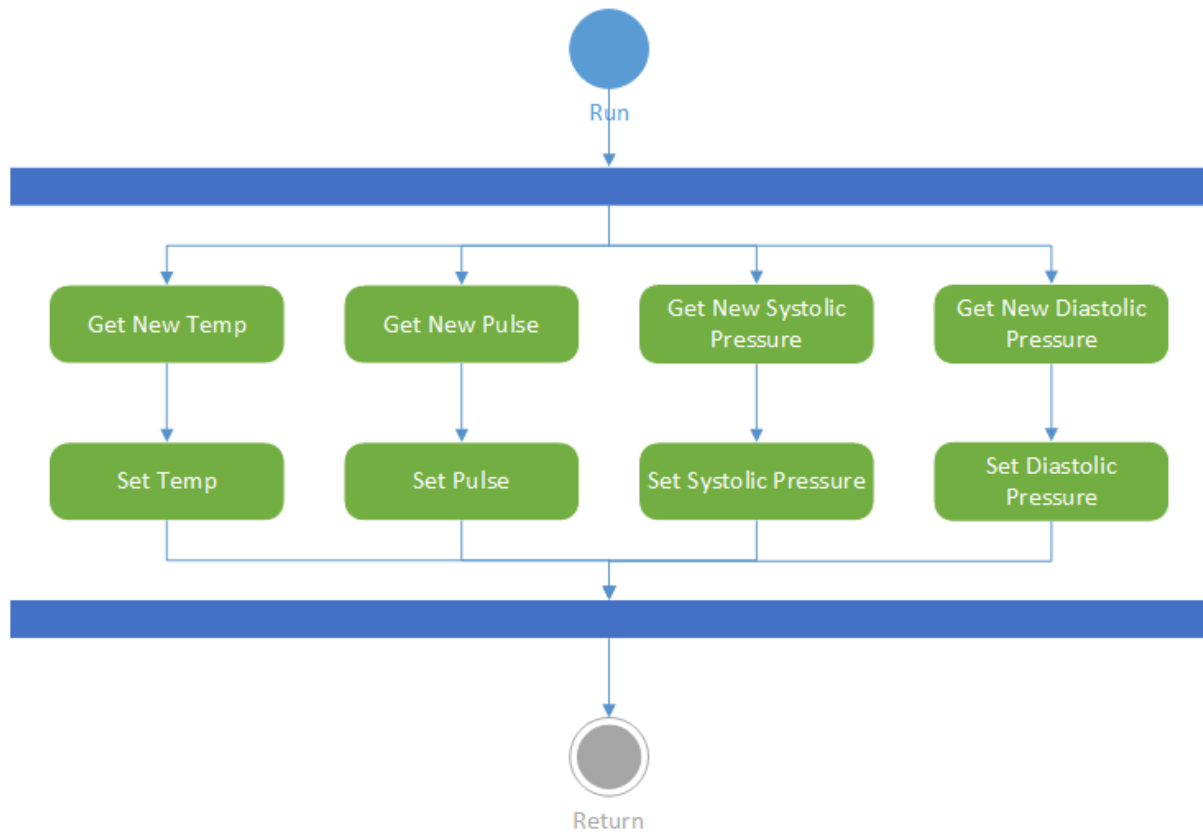 Run
Get New Temp
Get New Pulse
Get New Systolic
Pressure
Get New Diastolic
Pressure
Set Temp
Set Pulse
Set Systolic Pressure
Set Diastolic
Pressure
Return